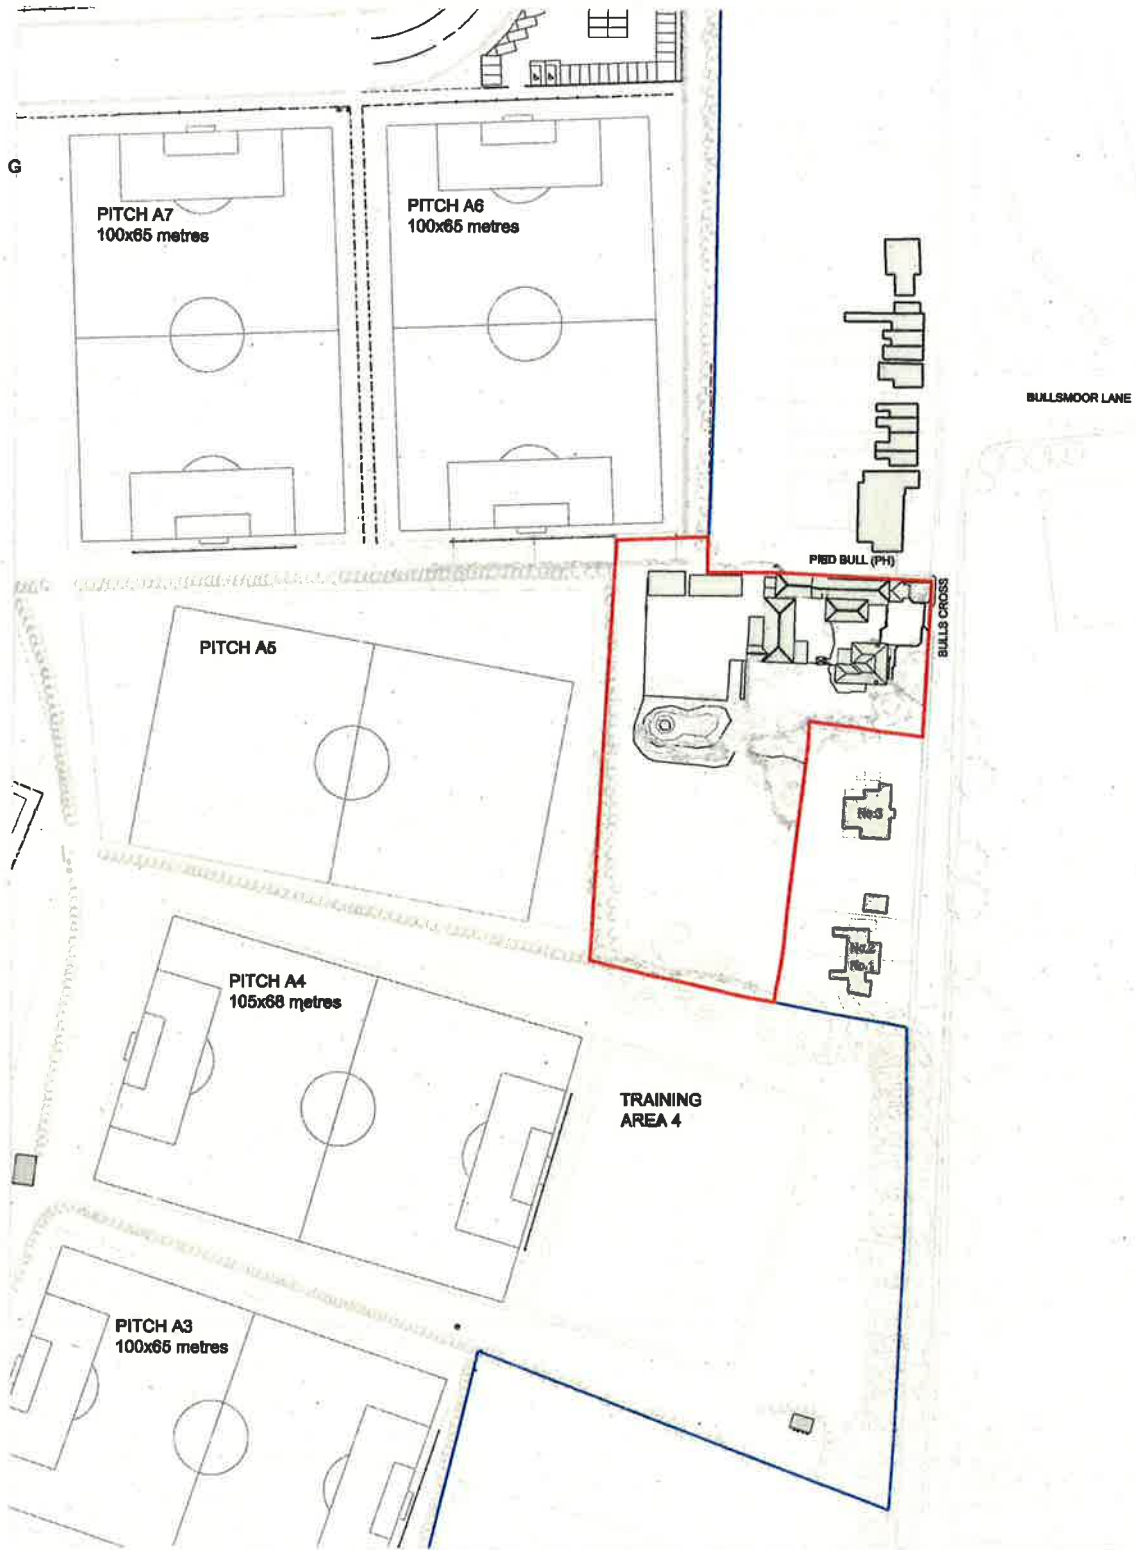 G
PITCH A7
100x65 metres
PITCH A6
100x65 metres
BULLSMOOR LANE
PIED BULL (PH)
BULLS CROSS
PITCH A5
No.3
No.2
No.1
PITCH A4
105x68 metres
TRAINING
AREA 4
PITCH A3
100x65 metres